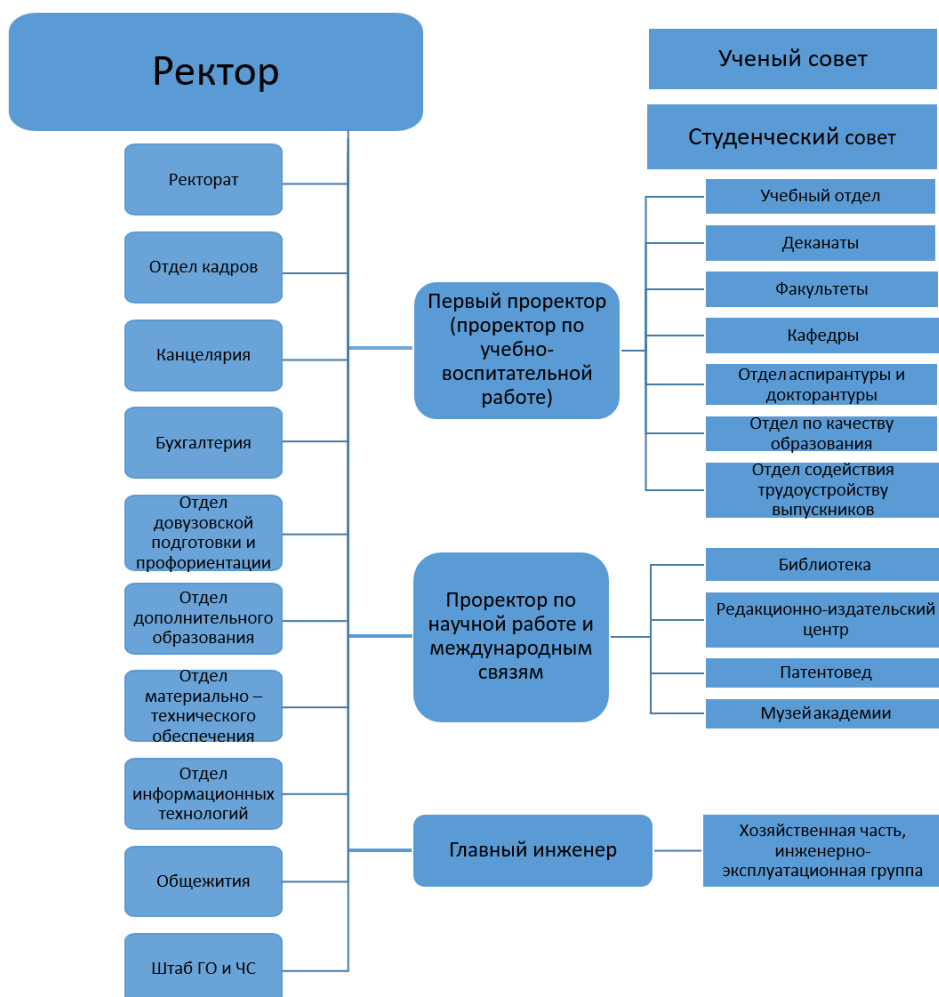 Ректор
Ученый совет
Студенческий совет
Ректорат
Отдел кадров
Канцелярия
Бухгалтерия
Отдел
довузовской
подготовки и
профориентации
Отдел
дополнительного
образования
Отдел
материально –
технического
обеспечения
Отдел
информационных
технологий
Общежития
Штаб ГО и ЧС
Первый проректор
(проректор по
учебно-
воспитательной
работе)
Учебный отдел
Деканаты
Факультеты
Кафедры
Отдел аспирантуры и
докторантуры
Отдел по качеству
образования
Отдел содействия
трудоустройству
выпускников
Проректор по
научной работе и
международным
связям
Библиотека
Редакционно-издательский
центр
Патентовед
Музей академии
Главный инженер
Хозяйственная часть,
инженерно-
эксплуатационная группа